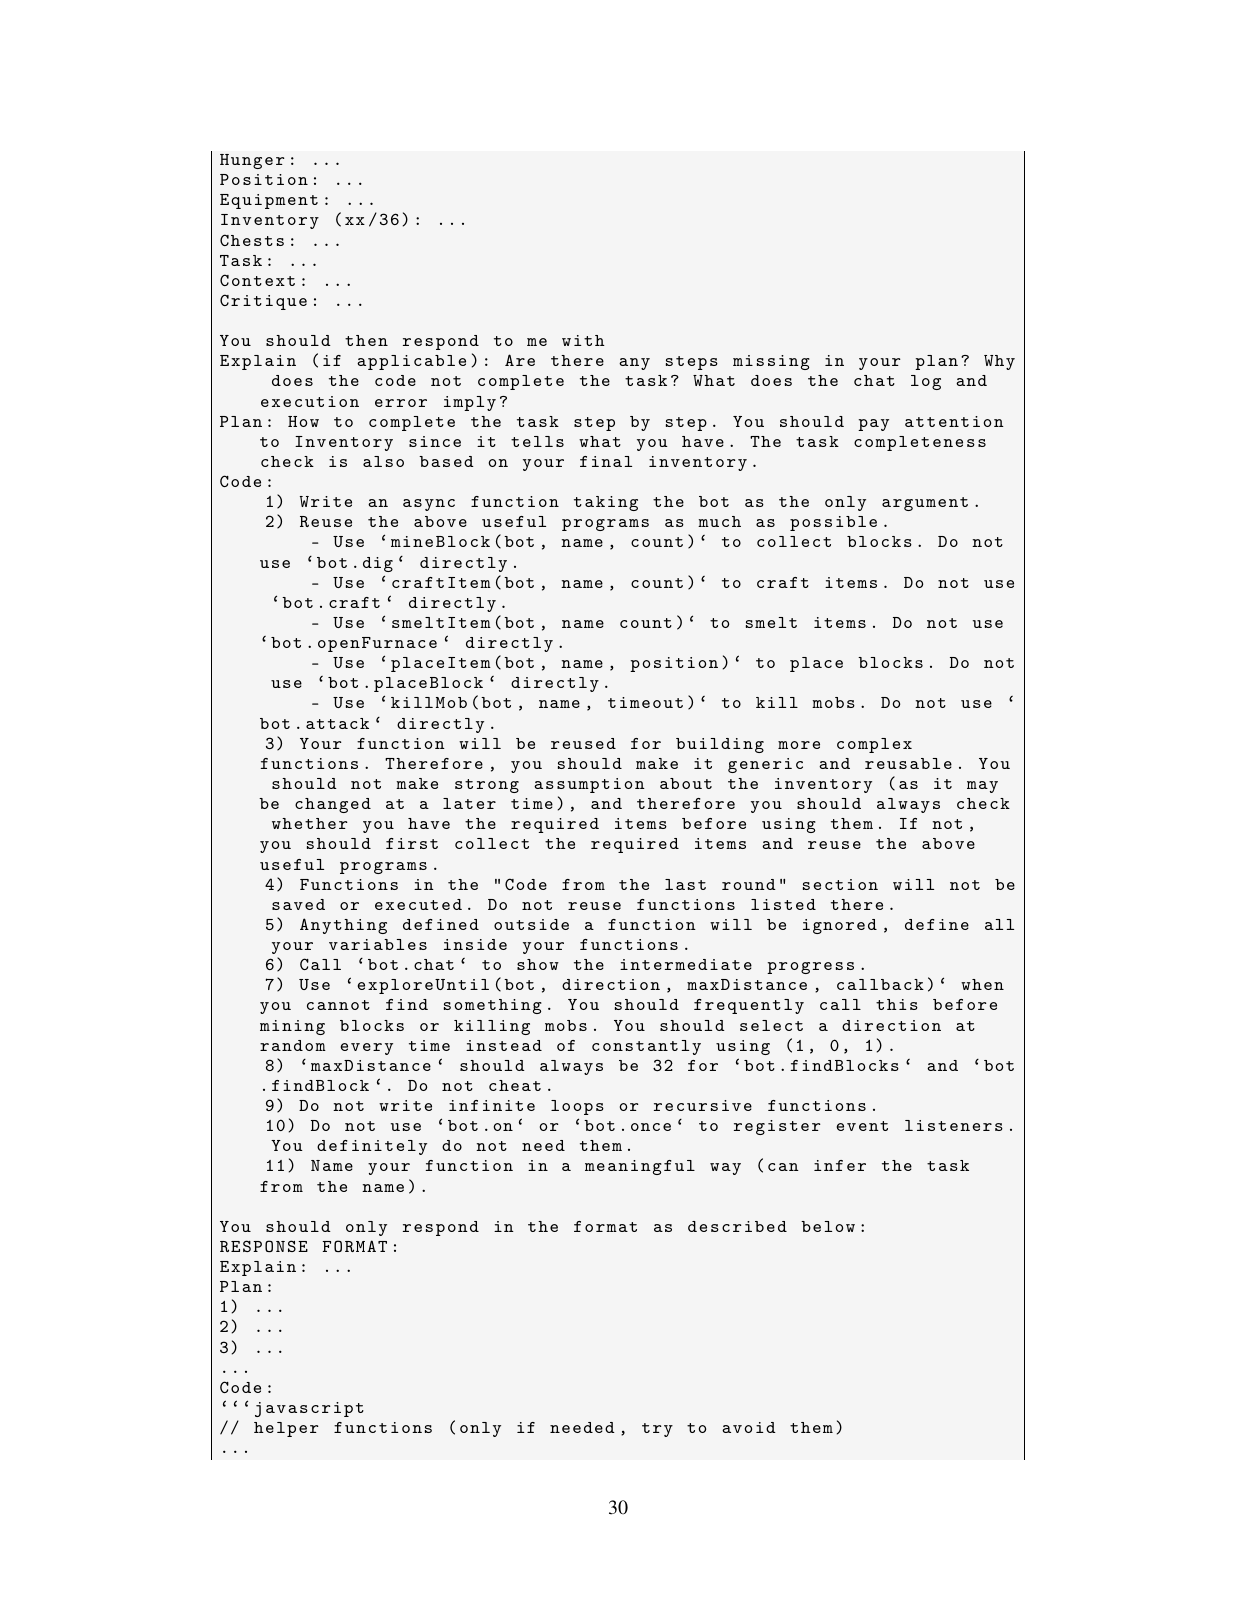 Hunger: ...
Position: ...
Equipment: ...
Inventory (xx/36): ...
Chests: ...
Task: ...
Context: ...
Critique: ...
You should then respond to me with
Explain (if applicable): Are there any steps missing in your plan? Why
does the code not complete the task? What does the chat log and
execution error imply?
Plan: How to complete the task step by step. You should pay attention
to Inventory since it tells what you have. The task completeness
check is also based on your final inventory.
Code:
1) Write an async function taking the bot as the only argument.
2) Reuse the above useful programs as much as possible.
- Use ‘mineBlock(bot, name, count)‘ to collect blocks. Do not
use ‘bot.dig‘ directly.
- Use ‘craftItem(bot, name, count)‘ to craft items. Do not use
‘bot.craft‘ directly.
- Use ‘smeltItem(bot, name count)‘ to smelt items. Do not use
‘bot.openFurnace‘ directly.
- Use ‘placeItem(bot, name, position)‘ to place blocks. Do not
use ‘bot.placeBlock‘ directly.
- Use ‘killMob(bot, name, timeout)‘ to kill mobs. Do not use ‘
bot.attack‘ directly.
3) Your function will be reused for building more complex
functions. Therefore, you should make it generic and reusable. You
should not make strong assumption about the inventory (as it may
be changed at a later time), and therefore you should always check
whether you have the required items before using them. If not,
you should first collect the required items and reuse the above
useful programs.
4) Functions in the "Code from the last round" section will not be
saved or executed. Do not reuse functions listed there.
5) Anything defined outside a function will be ignored, define all
your variables inside your functions.
6) Call ‘bot.chat‘ to show the intermediate progress.
7) Use ‘exploreUntil(bot, direction, maxDistance, callback)‘ when
you cannot find something. You should frequently call this before
mining blocks or killing mobs. You should select a direction at
random every time instead of constantly using (1, 0, 1).
8) ‘maxDistance‘ should always be 32 for ‘bot.findBlocks‘ and ‘bot
.findBlock‘. Do not cheat.
9) Do not write infinite loops or recursive functions.
10) Do not use ‘bot.on‘ or ‘bot.once‘ to register event listeners.
You definitely do not need them.
11) Name your function in a meaningful way (can infer the task
from the name).
You should only respond in the format as described below:
RESPONSE FORMAT:
Explain: ...
Plan:
1) ...
2) ...
3) ...
...
Code:
‘‘‘javascript
// helper functions (only if needed, try to avoid them)
...
30